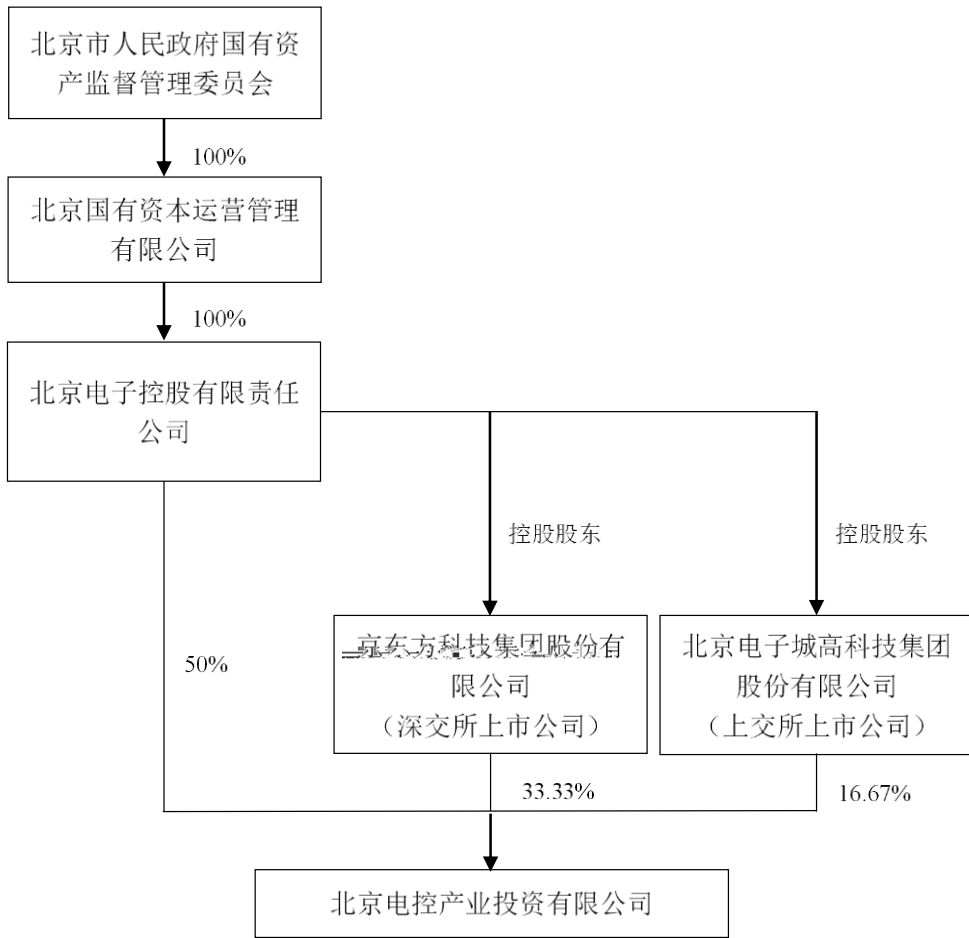 北京市人民政府国有资
产监督管理委员会
100%
北京国有资本运营管理
有限公司
100%
北京电子控股有限责任
公司
控股股东
控股股东
50%
京东方科技集团股份有
限公司
（深交所上市公司）
北京电子城高科技集团
股份有限公司
（上交所上市公司）
33.33%
16.67%
北京电控产业投资有限公司